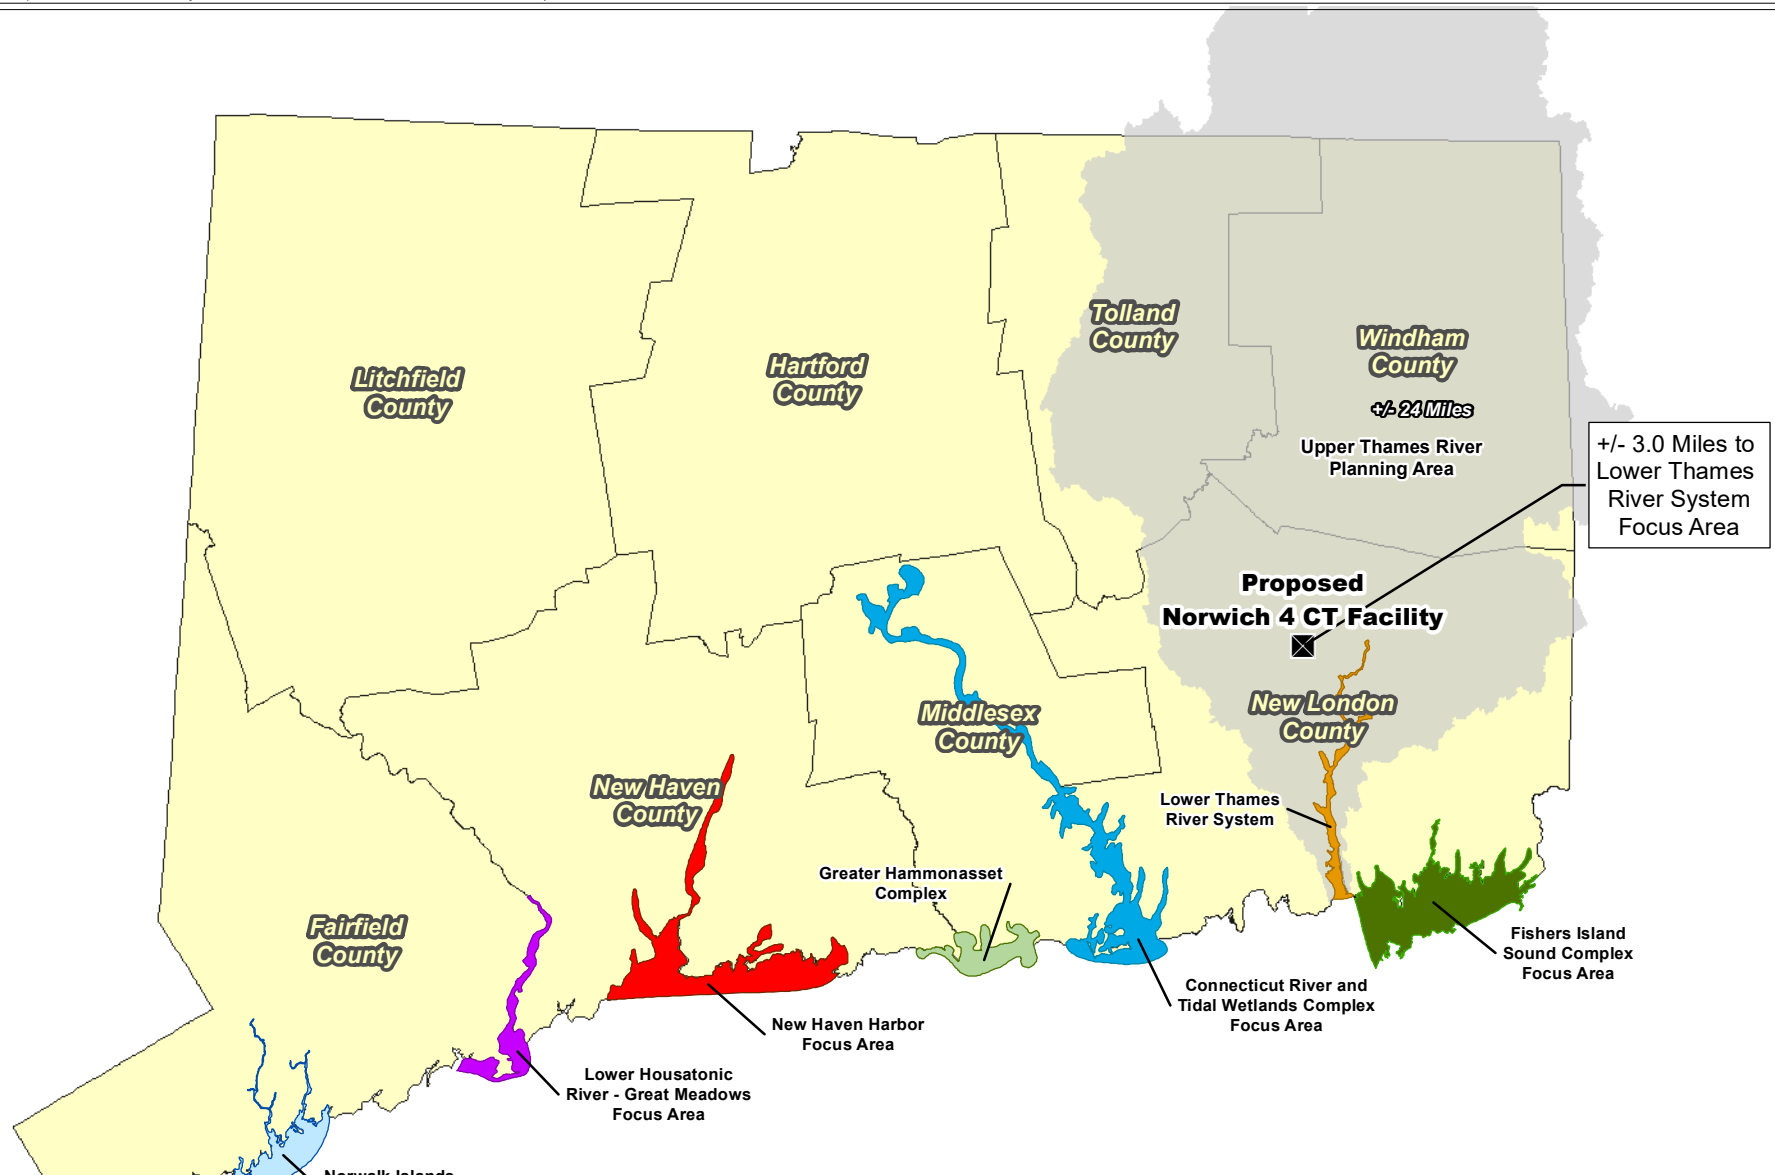 Tolland
County
Windham
County
Litchfield
County
Hartford
County
+/- 24 Miles
Upper Thames River
Planning Area
+/- 3.0 Miles to
Lower Thames
River System
Focus Area
Proposed
Norwich 4 CT Facility
New London
County
Middlesex
County
New Haven
County
Lower Thames
River System
Greater Hammonasset
Complex
Fairfield
County
Fishers Island
Sound Complex
Focus Area
Connecticut River and
Tidal Wetlands Complex
Focus Area
New Haven Harbor
Focus Area
Lower Housatonic
River - Great Meadows
Focus Area
Norwalk Islands